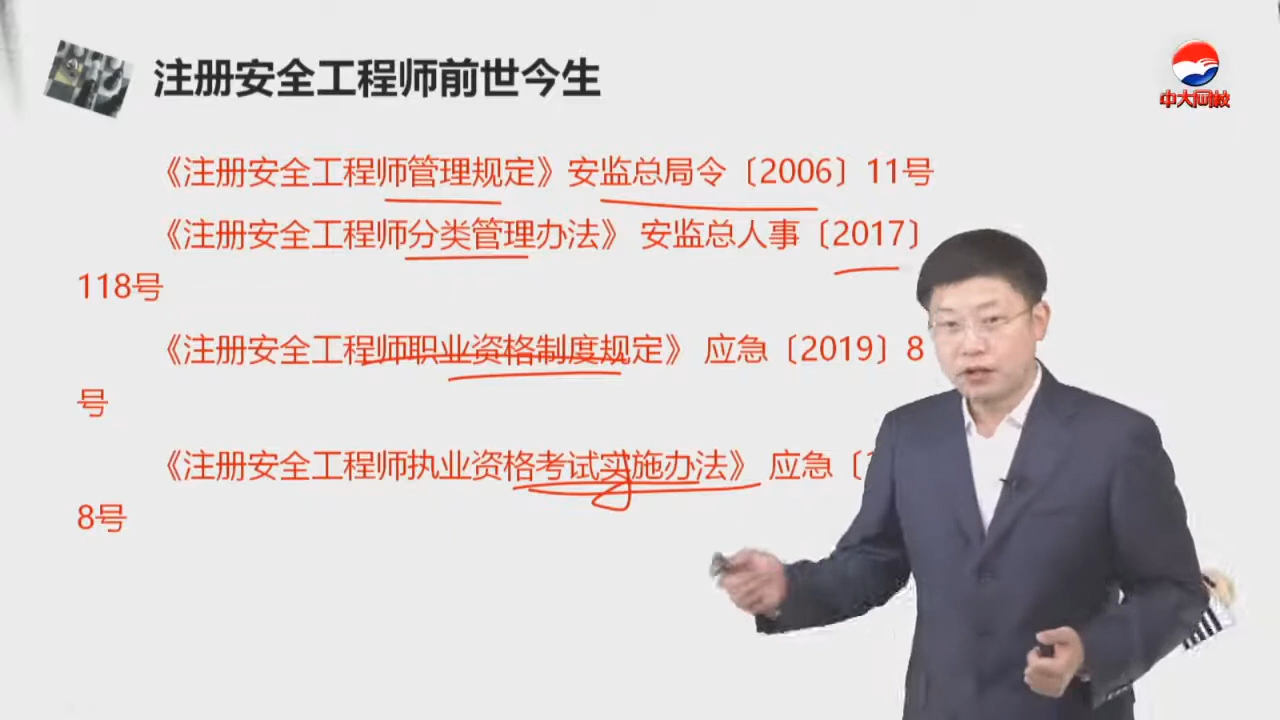 注册安全工程师前世今生
中大网校
《注册安全工程师管理规定》安监总局令〔2006〕11号
《注册安全工程师分类管理办法》 安监总人事〔2017〕
118号
《注册安全工程师职业资格制度规定》 应急〔2019〕8
号
《注册安全工程师执业资格考试实施办法》 应急〔
8号